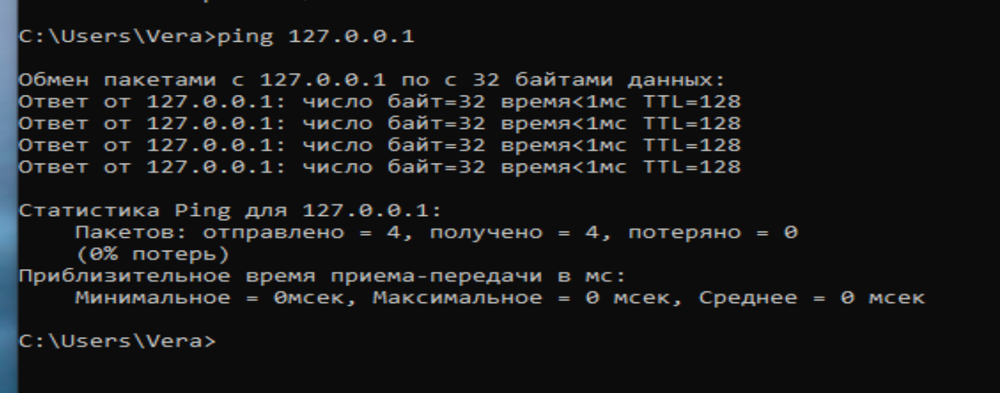 C:\Users\Vera>ping 127.0.0.1
Обмен пакетами с 127.0.0.1 по с 32 байтами данных:
Ответ от 127.0.0.1: число байт=32 время<1мс TTL=128
Ответ от 127.0.0.1: число байт=32 время<1мс TTL=128
Ответ от 127.0.0.1: число байт=32 время<1мс TTL=128
Ответ от 127.0.0.1: число байт=32 время<1мс TTL=128
Статистика Ping для 127.0.0.1:
Пакетов: отправлено = 4, получено = 4, потеряно = 0
(0% потерь)
Приблизительное время приема-передачи в мс:
Минимальное = 0мсек, Максимальное = 0 мсек, Среднее = 0 мсек
C:\Users\Vera>